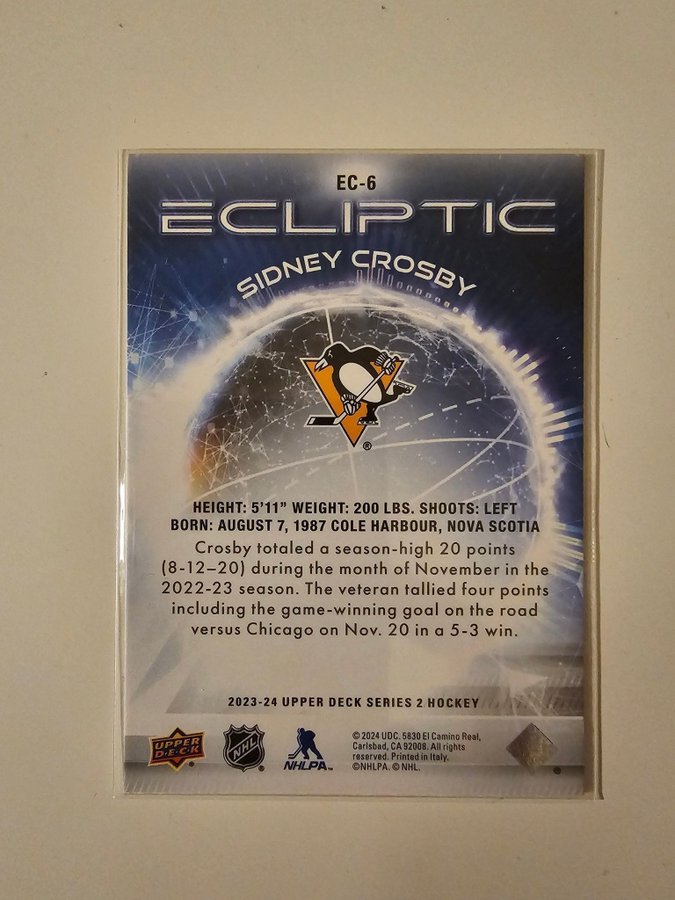 EC-6
ECLIPTIC
SIDNEY CROSBY
®
HEIGHT: 5'11" WEIGHT: 200 LBS. SHOOTS: LEFT
BORN: AUGUST 7, 1987 COLE HARBOUR, NOVA SCOTIA
Crosby totaled a season-high 20 points
(8-12—20) during the month of November in the
2022-23 season. The veteran tallied four points
including the game-winning goal on the road
versus Chicago on Nov. 20 in a 5-3 win.
2023-24 UPPER DECK SERIES 2 HOCKEY
UPPER
D·E·C·K
NHL
®
NHLPA™
© 2024 UDC. 5830 El Camino Real,
Carlsbad, CA 92008. All rights
reserved. Printed in Italy.
©NHLPA. © NHL.
®